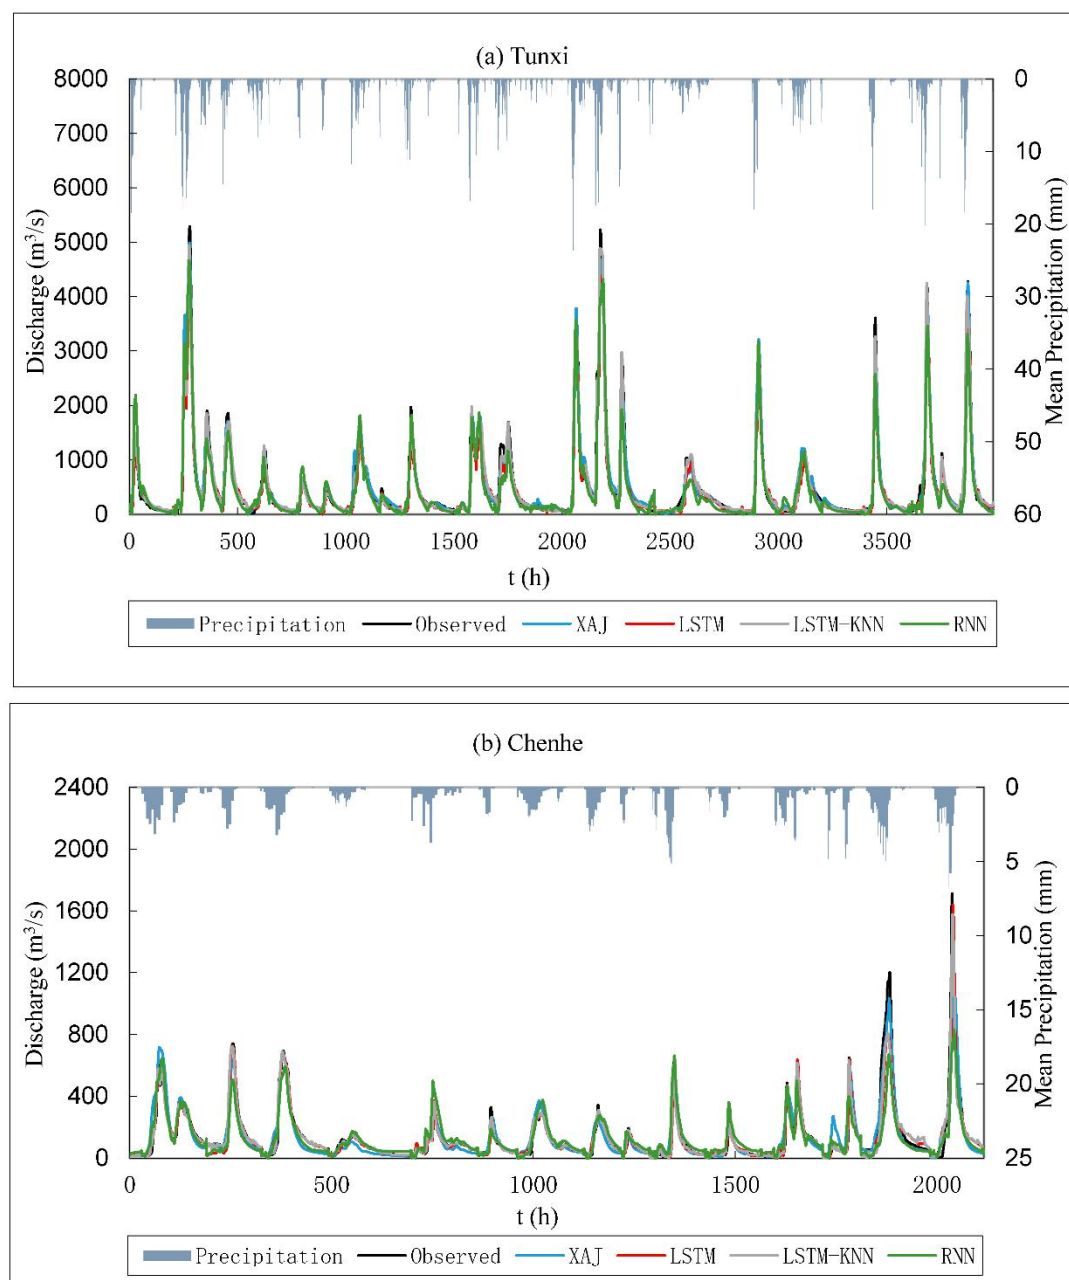 (a) Tunxi
8000
7000
6000
5000
4000
3000
2000
1000
0
Discharge (m³/s)
0
10
20
30
40
50
60
Mean Precipitation (mm)
0 500 1000 1500 2000 2500 3000 3500
t (h)
Precipitation Observed XAJ LSTM LSTM-KNN RNN
(b) Chenhe
2400
2000
1600
1200
800
400
0
Discharge (m³/s)
0
5
10
15
20
25
Mean Precipitation (mm)
0 500 1000 1500 2000
t (h)
Precipitation Observed XAJ LSTM LSTM-KNN RNN